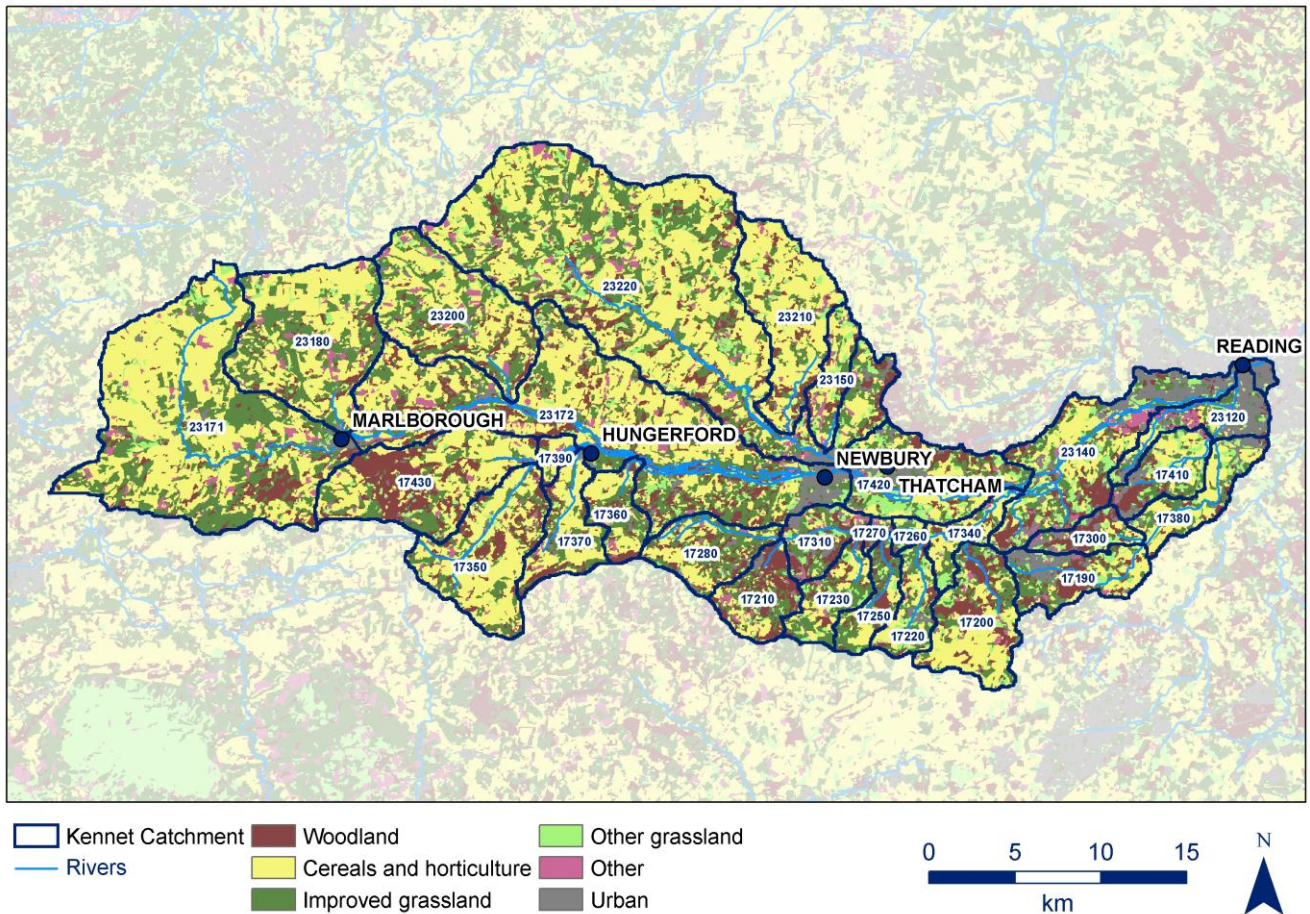 23220
23200
23210
23180
READING
23150
23172
MARLBOROUGH
23120
23171
HUNGERFORD
23140
17390
NEWBURY
17430
17420
THATCHAM
17410
17360
17380
17270
17260
17340
17310
17300
17370
17280
17350
17190
17210
17230
17250
17200
17220
Kennet Catchment
Rivers
Woodland
Cereals and horticulture
Improved grassland
Other grassland
Other
Urban
0 5 10 15
km
N